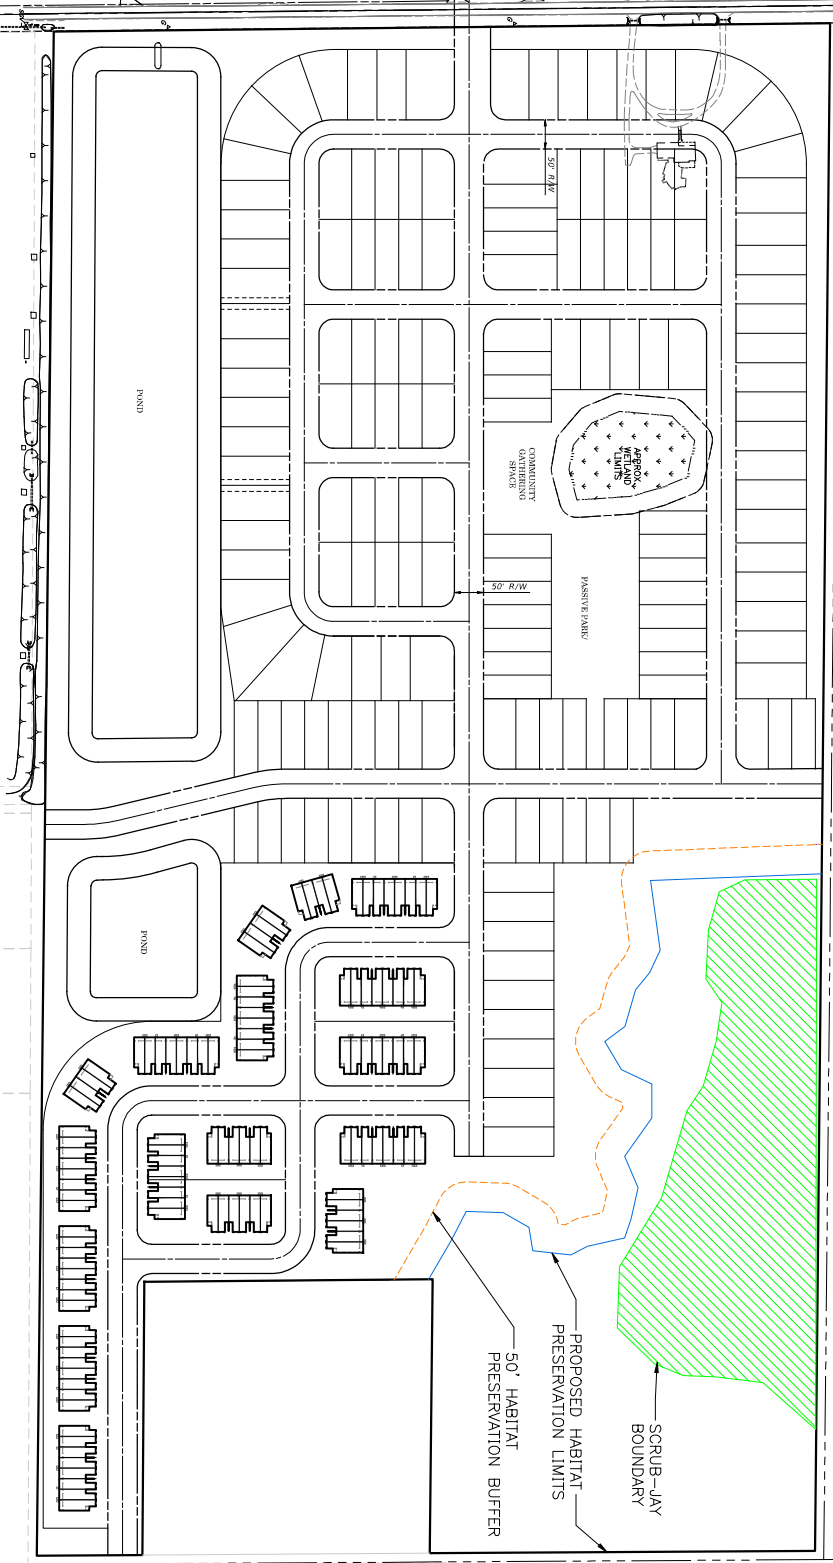 50' R/W
POND
APPROX
WETLAND
LIMITS
COMMUNITY
GATHERING
SPACE
50' R/W
PASSIVE PARK/
POND
PROPOSED HABITAT
PRESERVATION LIMITS
50' HABITAT
PRESERVATION BUFFER
SCRUB-JAY
BOUNDARY